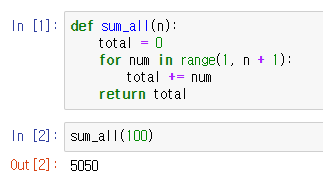 In [1]: def sum_all(n):
    total = 0
    for num in range(1, n + 1):
        total += num
    return total
In [2]: sum_all(100)
Out[2]: 5050